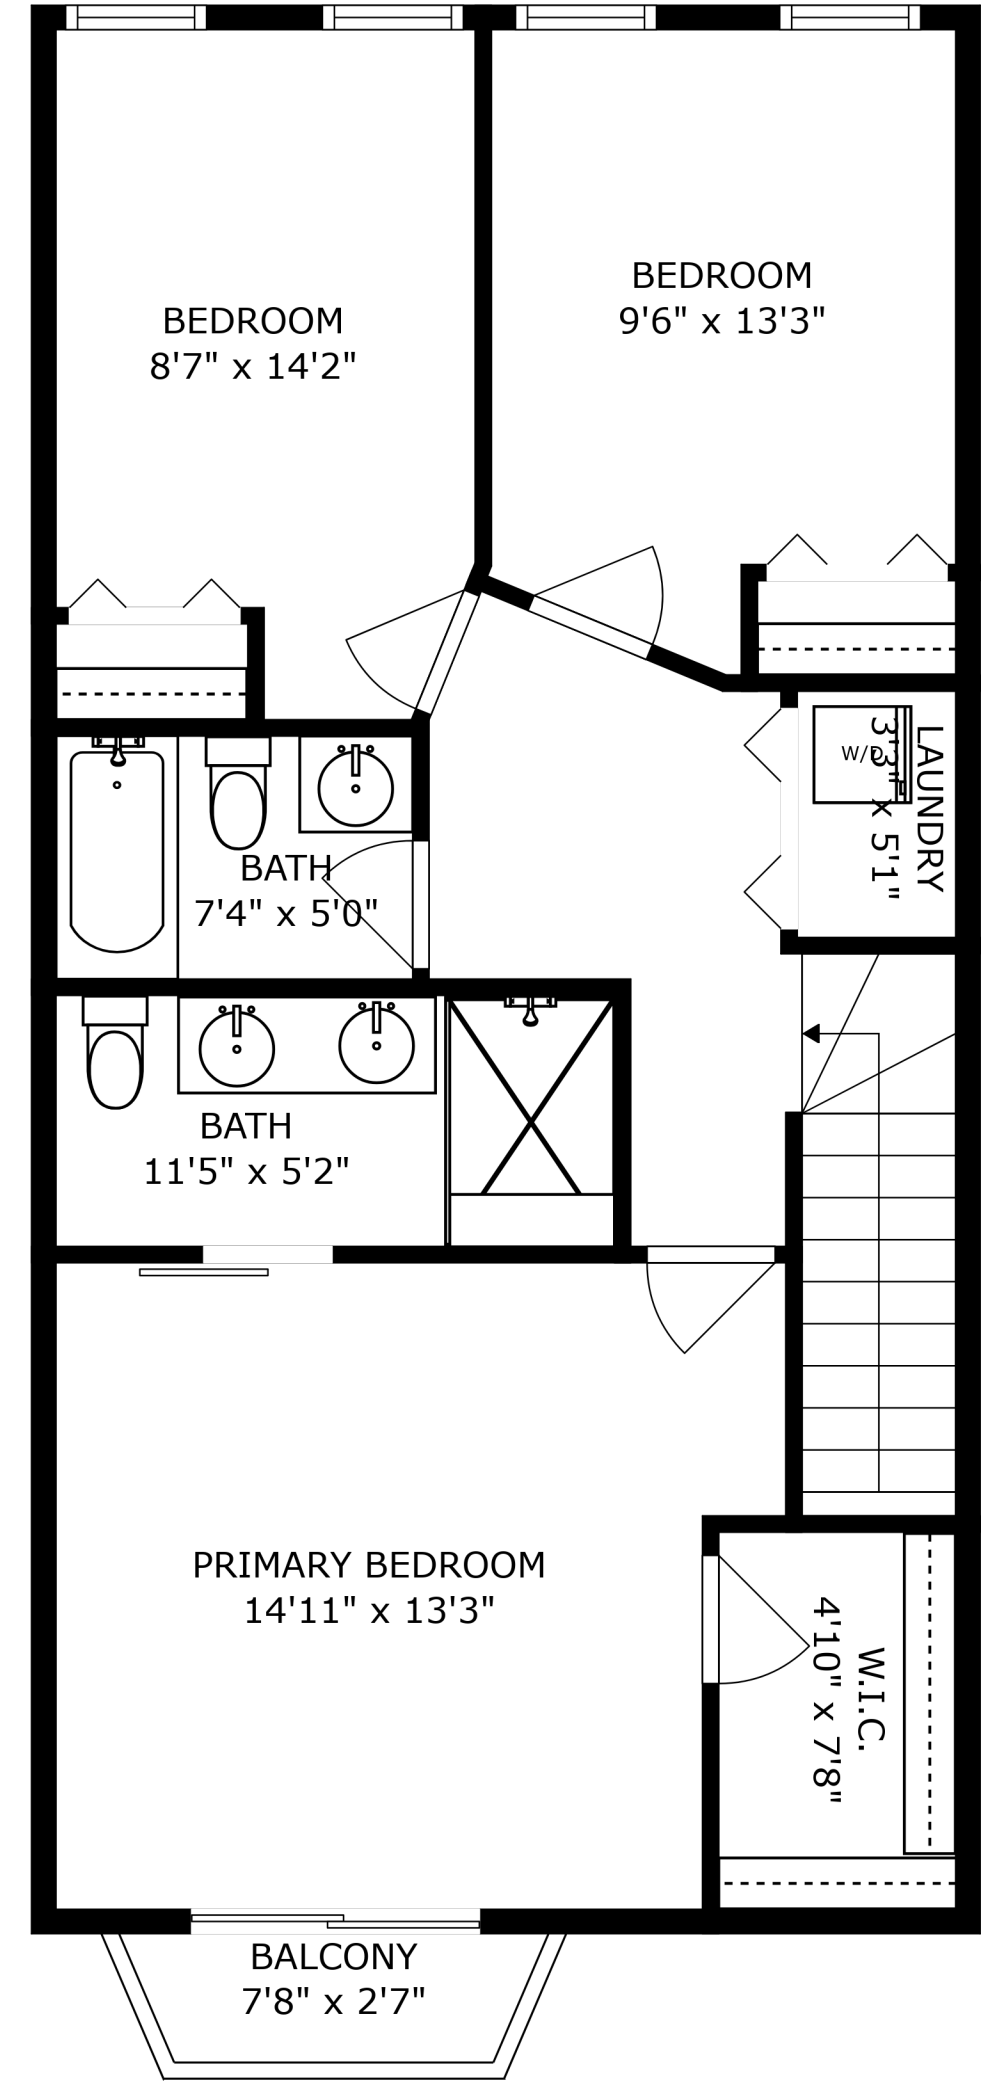 BEDROOM
9'6" x 13'3"
BEDROOM
8'7" x 14'2"
LAUNDRY
3'3" x 5'1"
W/D
BATH
7'4" x 5'0"
BATH
11'5" x 5'2"
PRIMARY BEDROOM
14'11" x 13'3"
W.I.C.
4'10" x 7'8"
BALCONY
7'8" x 2'7"